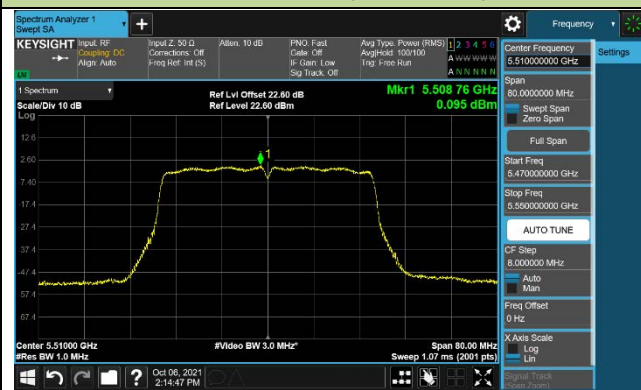 Spectrum Analyzer 1
Swept SA
Frequency
KEYSIGHT
Input: RF
Coupling: DC
Align: Auto
Input Z: 50 Ω
Corrections: Off
Freq Ref: Int (S)
Atten: 10 dB
PNO: Fast
Gate: Off
IF Gain: Low
Sig Track: Off
Avg Type: Power (RMS)
Avg|Hold: 100/100
Trig: Free Run
1 2 3 4 5 6
A W W W W W
A N N N N N
LM
1 Spectrum
Scale/Div 10 dB
Log
Ref Lvl Offset 22.60 dB
Ref Level 22.60 dBm
Mkr1 5.508 76 GHz
0.095 dBm
12.6
2.60
-7.40
-17.4
-27.4
-37.4
-47.4
-57.4
-67.4
1
Center 5.51000 GHz
#Res BW 1.0 MHz
#Video BW 3.0 MHz*
Span 80.00 MHz
Sweep 1.07 ms (2001 pts)
Oct 06, 2021
2:14:47 PM
Center Frequency
5.510000000 GHz
Settings
Span
80.0000000 MHz
Swept Span
Zero Span
Full Span
Start Freq
5.470000000 GHz
Stop Freq
5.550000000 GHz
AUTO TUNE
CF Step
8.000000 MHz
Auto
Man
Freq Offset
0 Hz
X Axis Scale
Log
Lin
Signal Track
(Span Zoom)